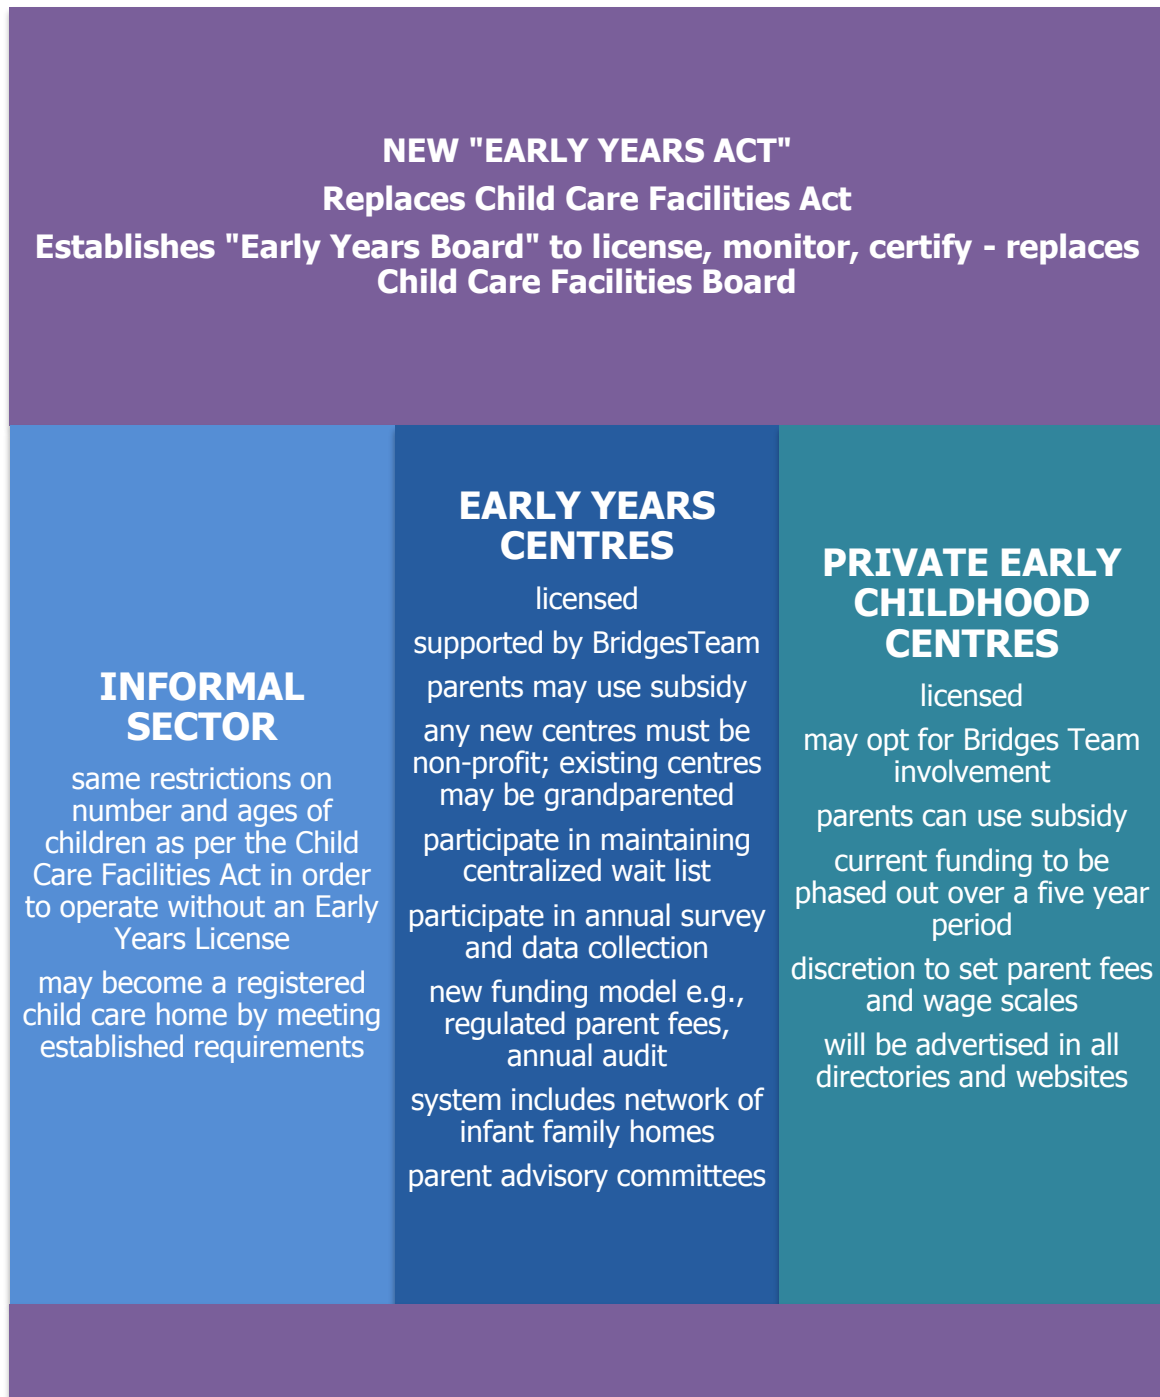 NEW "EARLY YEARS ACT"
Replaces Child Care Facilities Act
Establishes "Early Years Board" to license, monitor, certify - replaces
Child Care Facilities Board
INFORMAL
SECTOR
same restrictions on
number and ages of
children as per the Child
Care Facilities Act in order
to operate without an Early
Years License
may become a registered
child care home by meeting
established requirements
EARLY YEARS
CENTRES
licensed
supported by BridgesTeam
parents may use subsidy
any new centres must be
non-profit; existing centres
may be grandparented
participate in maintaining
centralized wait list
participate in annual survey
and data collection
new funding model e.g.,
regulated parent fees,
annual audit
system includes network of
infant family homes
parent advisory committees
PRIVATE EARLY
CHILDHOOD
CENTRES
licensed
may opt for Bridges Team
involvement
parents can use subsidy
current funding to be
phased out over a five year
period
discretion to set parent fees
and wage scales
will be advertised in all
directories and websites